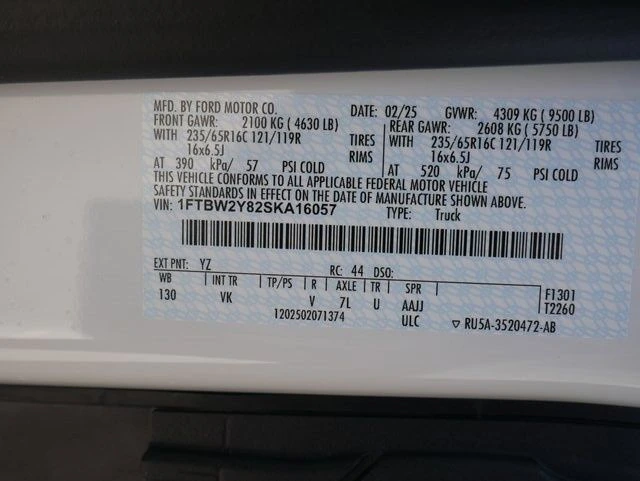 MFD. BY FORD MOTOR CO. DATE: 02/25 GVWR: 4309 KG ( 9500 LB)
FRONT GAWR: 2100 KG ( 4630 LB) REAR GAWR: 2608 KG ( 5750 LB)
WITH 235/65R16C 121/119R TIRES WITH 235/65R16C 121/119R TIRES
16x6.5J RIMS 16x6.5J RIMS
AT 390 kPa/ 57 PSI COLD AT 520 kPa/ 75 PSI COLD
THIS VEHICLE CONFORMS TO ALL APPLICABLE FEDERAL MOTOR VEHICLE
SAFETY STANDARDS IN EFFECT ON THE DATE OF MANUFACTURE SHOWN ABOVE.
VIN: 1FTBW2Y82SKA16057 TYPE: Truck
EXT PNT: YZ RC: 44 DSO:
WB INT TR TP/PS R AXLE TR SPR F1301
130 VK V 7L U AAJJ T2260
1202502071374 ULC ▽ RU5A-3520472-AB